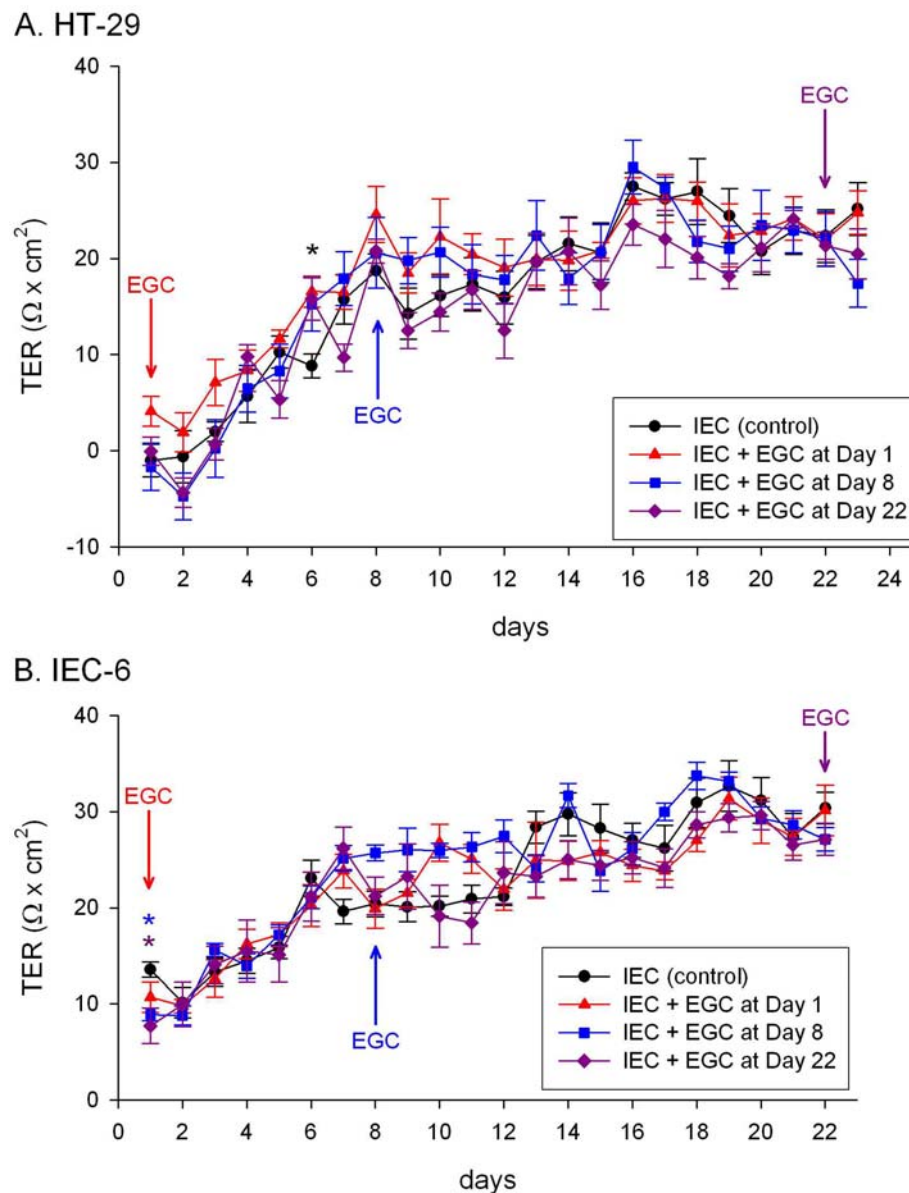 A. HT-29
40
30
20
10
0
-10
TER (Ω x cm²)
EGC
*
EGC
EGC
IEC (control)
IEC + EGC at Day 1
IEC + EGC at Day 8
IEC + EGC at Day 22
0 2 4 6 8 10 12 14 16 18 20 22 24
days
B. IEC-6
40
30
20
10
0
TER (Ω x cm²)
EGC
*
*
EGC
EGC
IEC (control)
IEC + EGC at Day 1
IEC + EGC at Day 8
IEC + EGC at Day 22
0 2 4 6 8 10 12 14 16 18 20 22
days